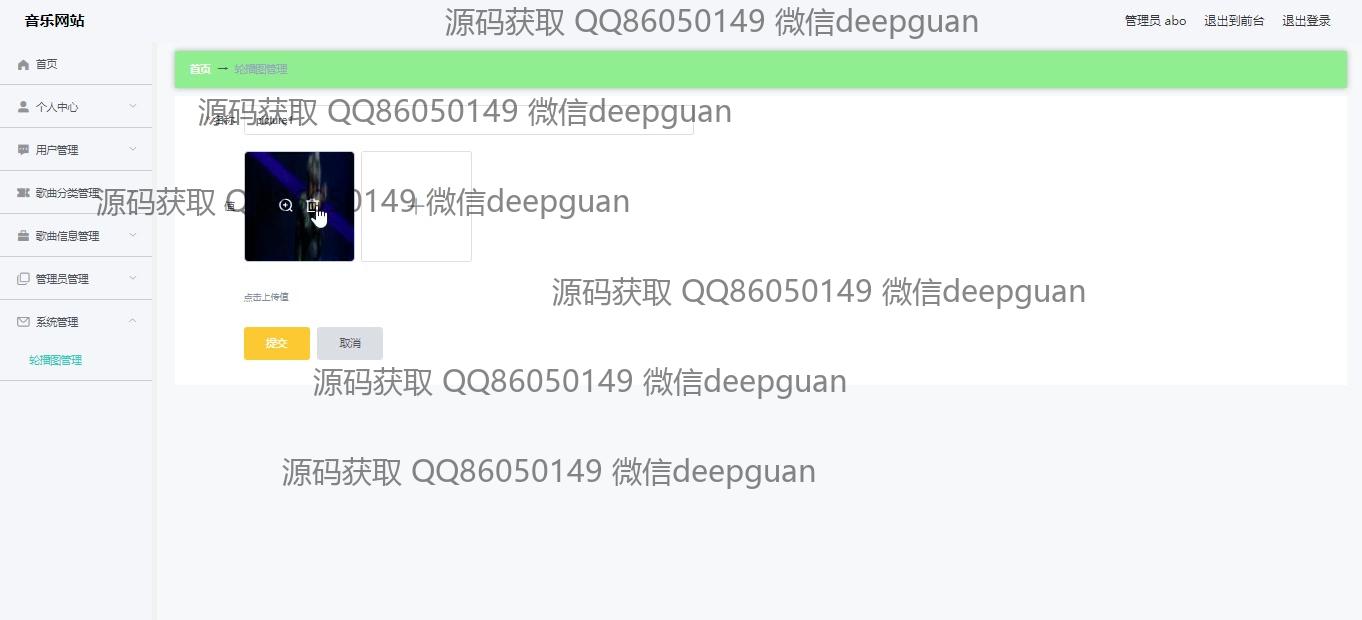 音乐网站
源码获取 QQ86050149 微信deepguan
管理员 abo
退出到前台
退出登录
首页
个人中心
用户管理
歌曲分类管理
歌曲信息管理
管理员管理
系统管理
轮播图管理
首页 → 轮播图管理
源码获取 QQ86050149 微信deepguan
名称
picture1
源码获取 QQ86050149 微信deepguan
值
源码获取 QQ86050149 微信deepguan
点击上传值
提交
取消
源码获取 QQ86050149 微信deepguan
源码获取 QQ86050149 微信deepguan